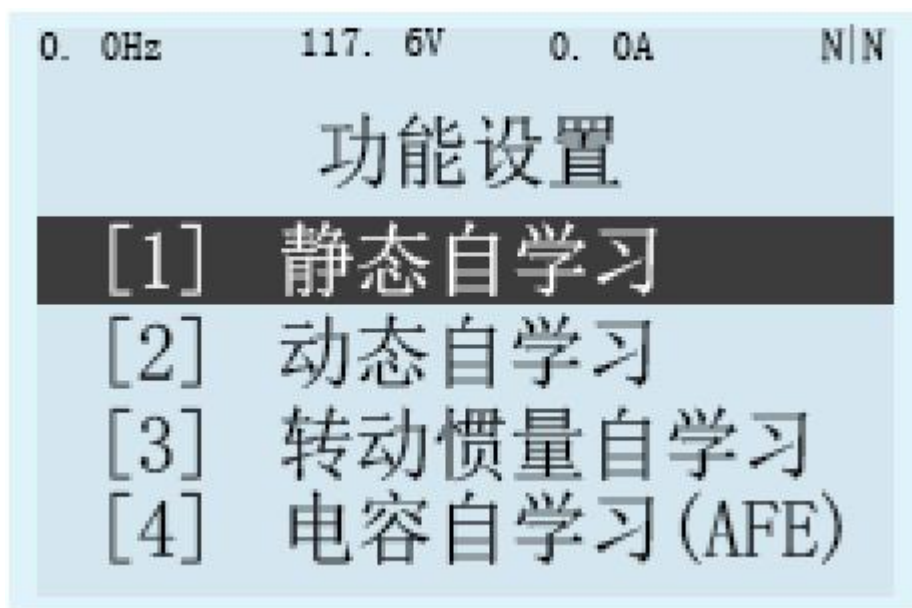 0. 0Hz 117. 6V 0. 0A N|N
功能设置
[1] 静态自学习
[2] 动态自学习
[3] 转动惯量自学习
[4] 电容自学习(AFE)